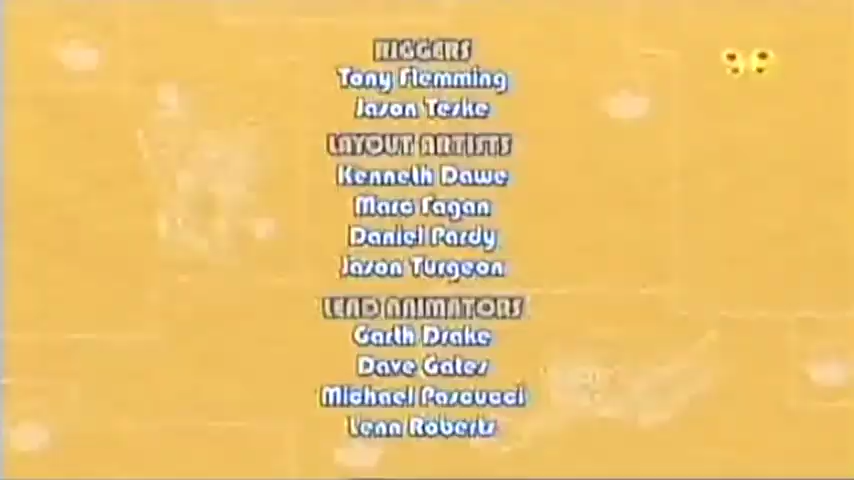 RIGGERS
Tony Flemming
Jason Teske
LAYOUT ARTISTS
Kenneth Dawe
Marc Fagan
Daniel Pardy
Jason Turgeon
LEAD ANIMATORS
Garth Drake
Dave Gates
Michael Pascucci
Lenn Roberts